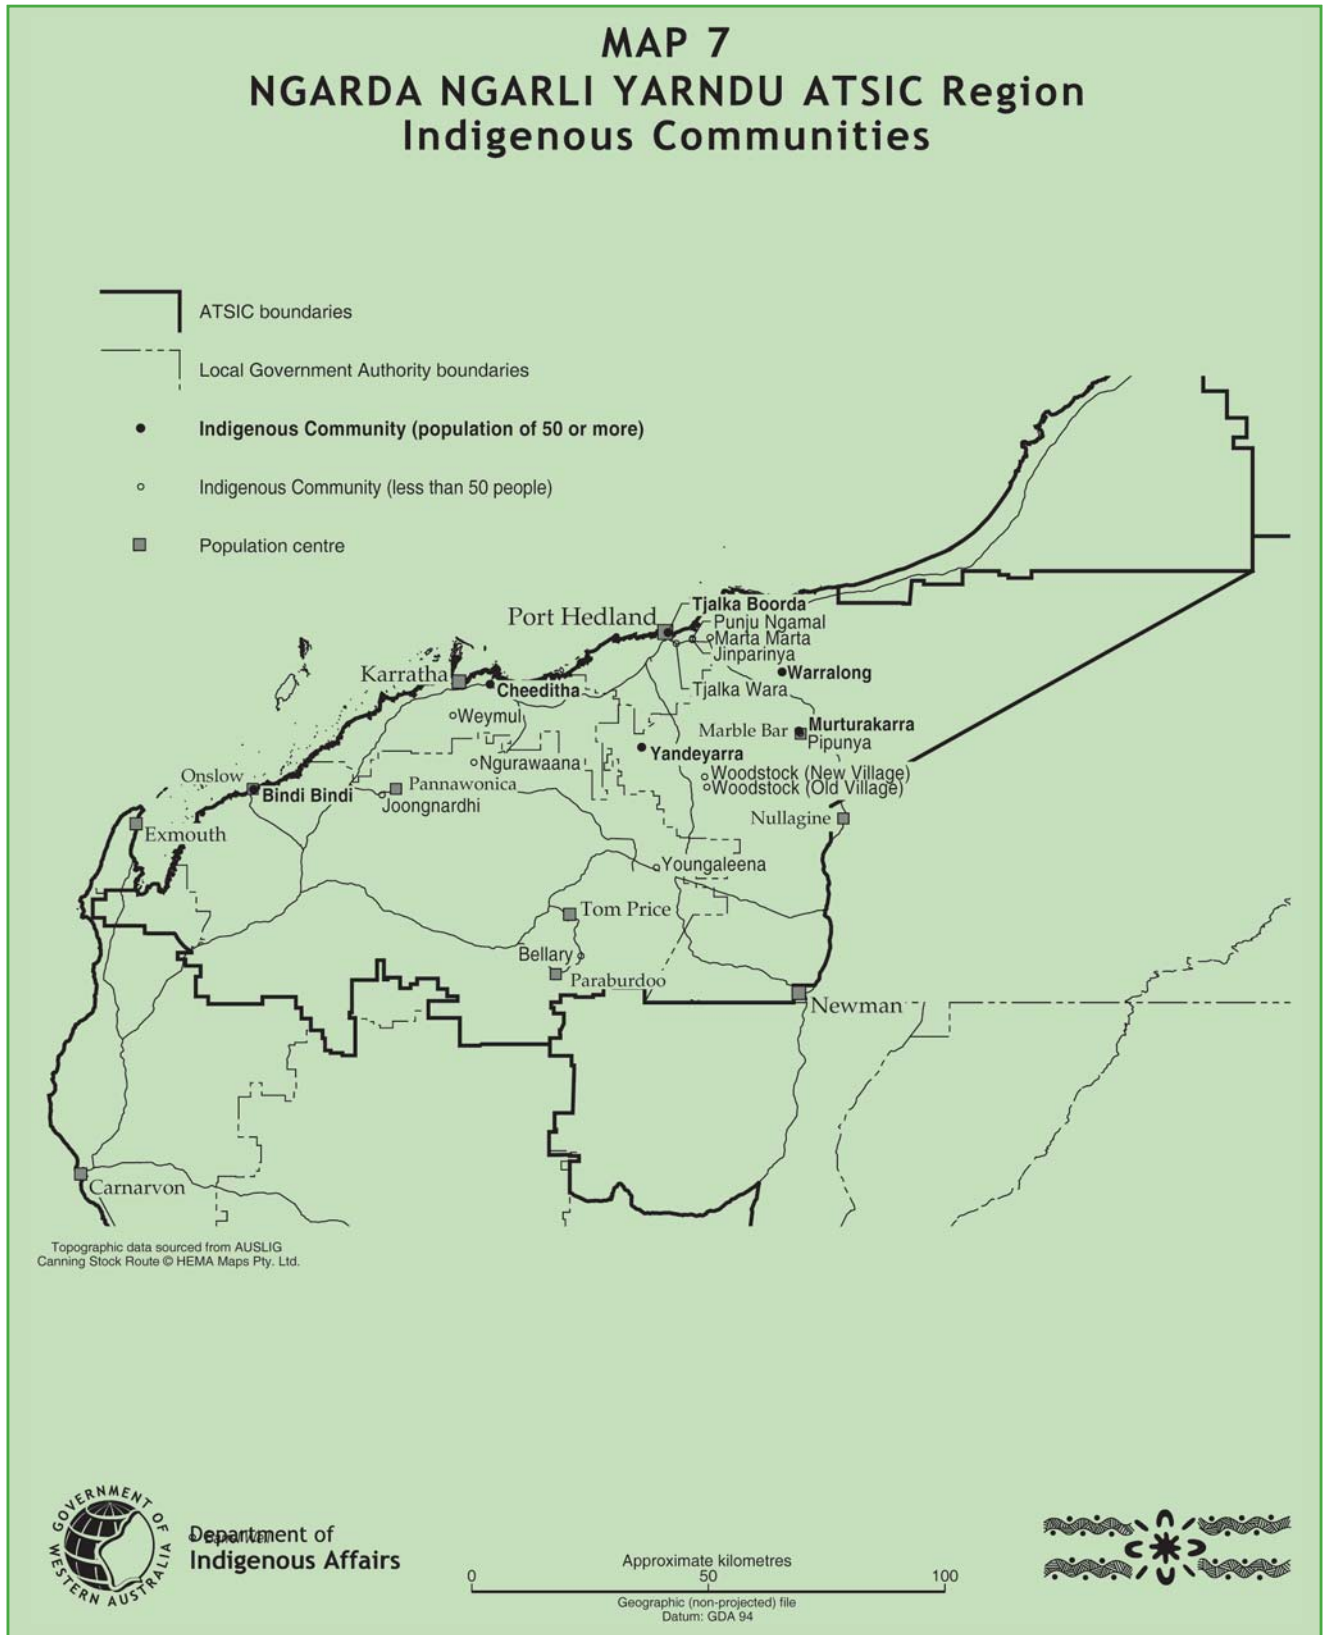 MAP 7
NGARDA NGARLI YARNDU ATSIC Region
Indigenous Communities
ATSIC boundaries
Local Government Authority boundaries
Indigenous Community (population of 50 or more)
Indigenous Community (less than 50 people)
Population centre
Port Hedland
Tjalka Boorda
Punju Ngamal
Marta Marta
Jinparinya
Karratha
Cheeditha
Tjalka Wara
Warralong
Weymul
Marble Bar
Murturakarra
Pipunya
Yandeyarra
Ngurawaana
Onslow
Bindi Bindi
Pannawonica
Joongnardhi
Woodstock (New Village)
Woodstock (Old Village)
Nullagine
Exmouth
Youngaleena
Tom Price
Bellary
Paraburdoo
Newman
Carnarvon
Topographic data sourced from AUSLIG
Canning Stock Route © HEMA Maps Pty. Ltd.
GOVERNMENT OF
WESTERN AUSTRALIA
Department of
Indigenous Affairs
Approximate kilometres
0 50 100
Geographic (non-projected) file
Datum: GDA 94